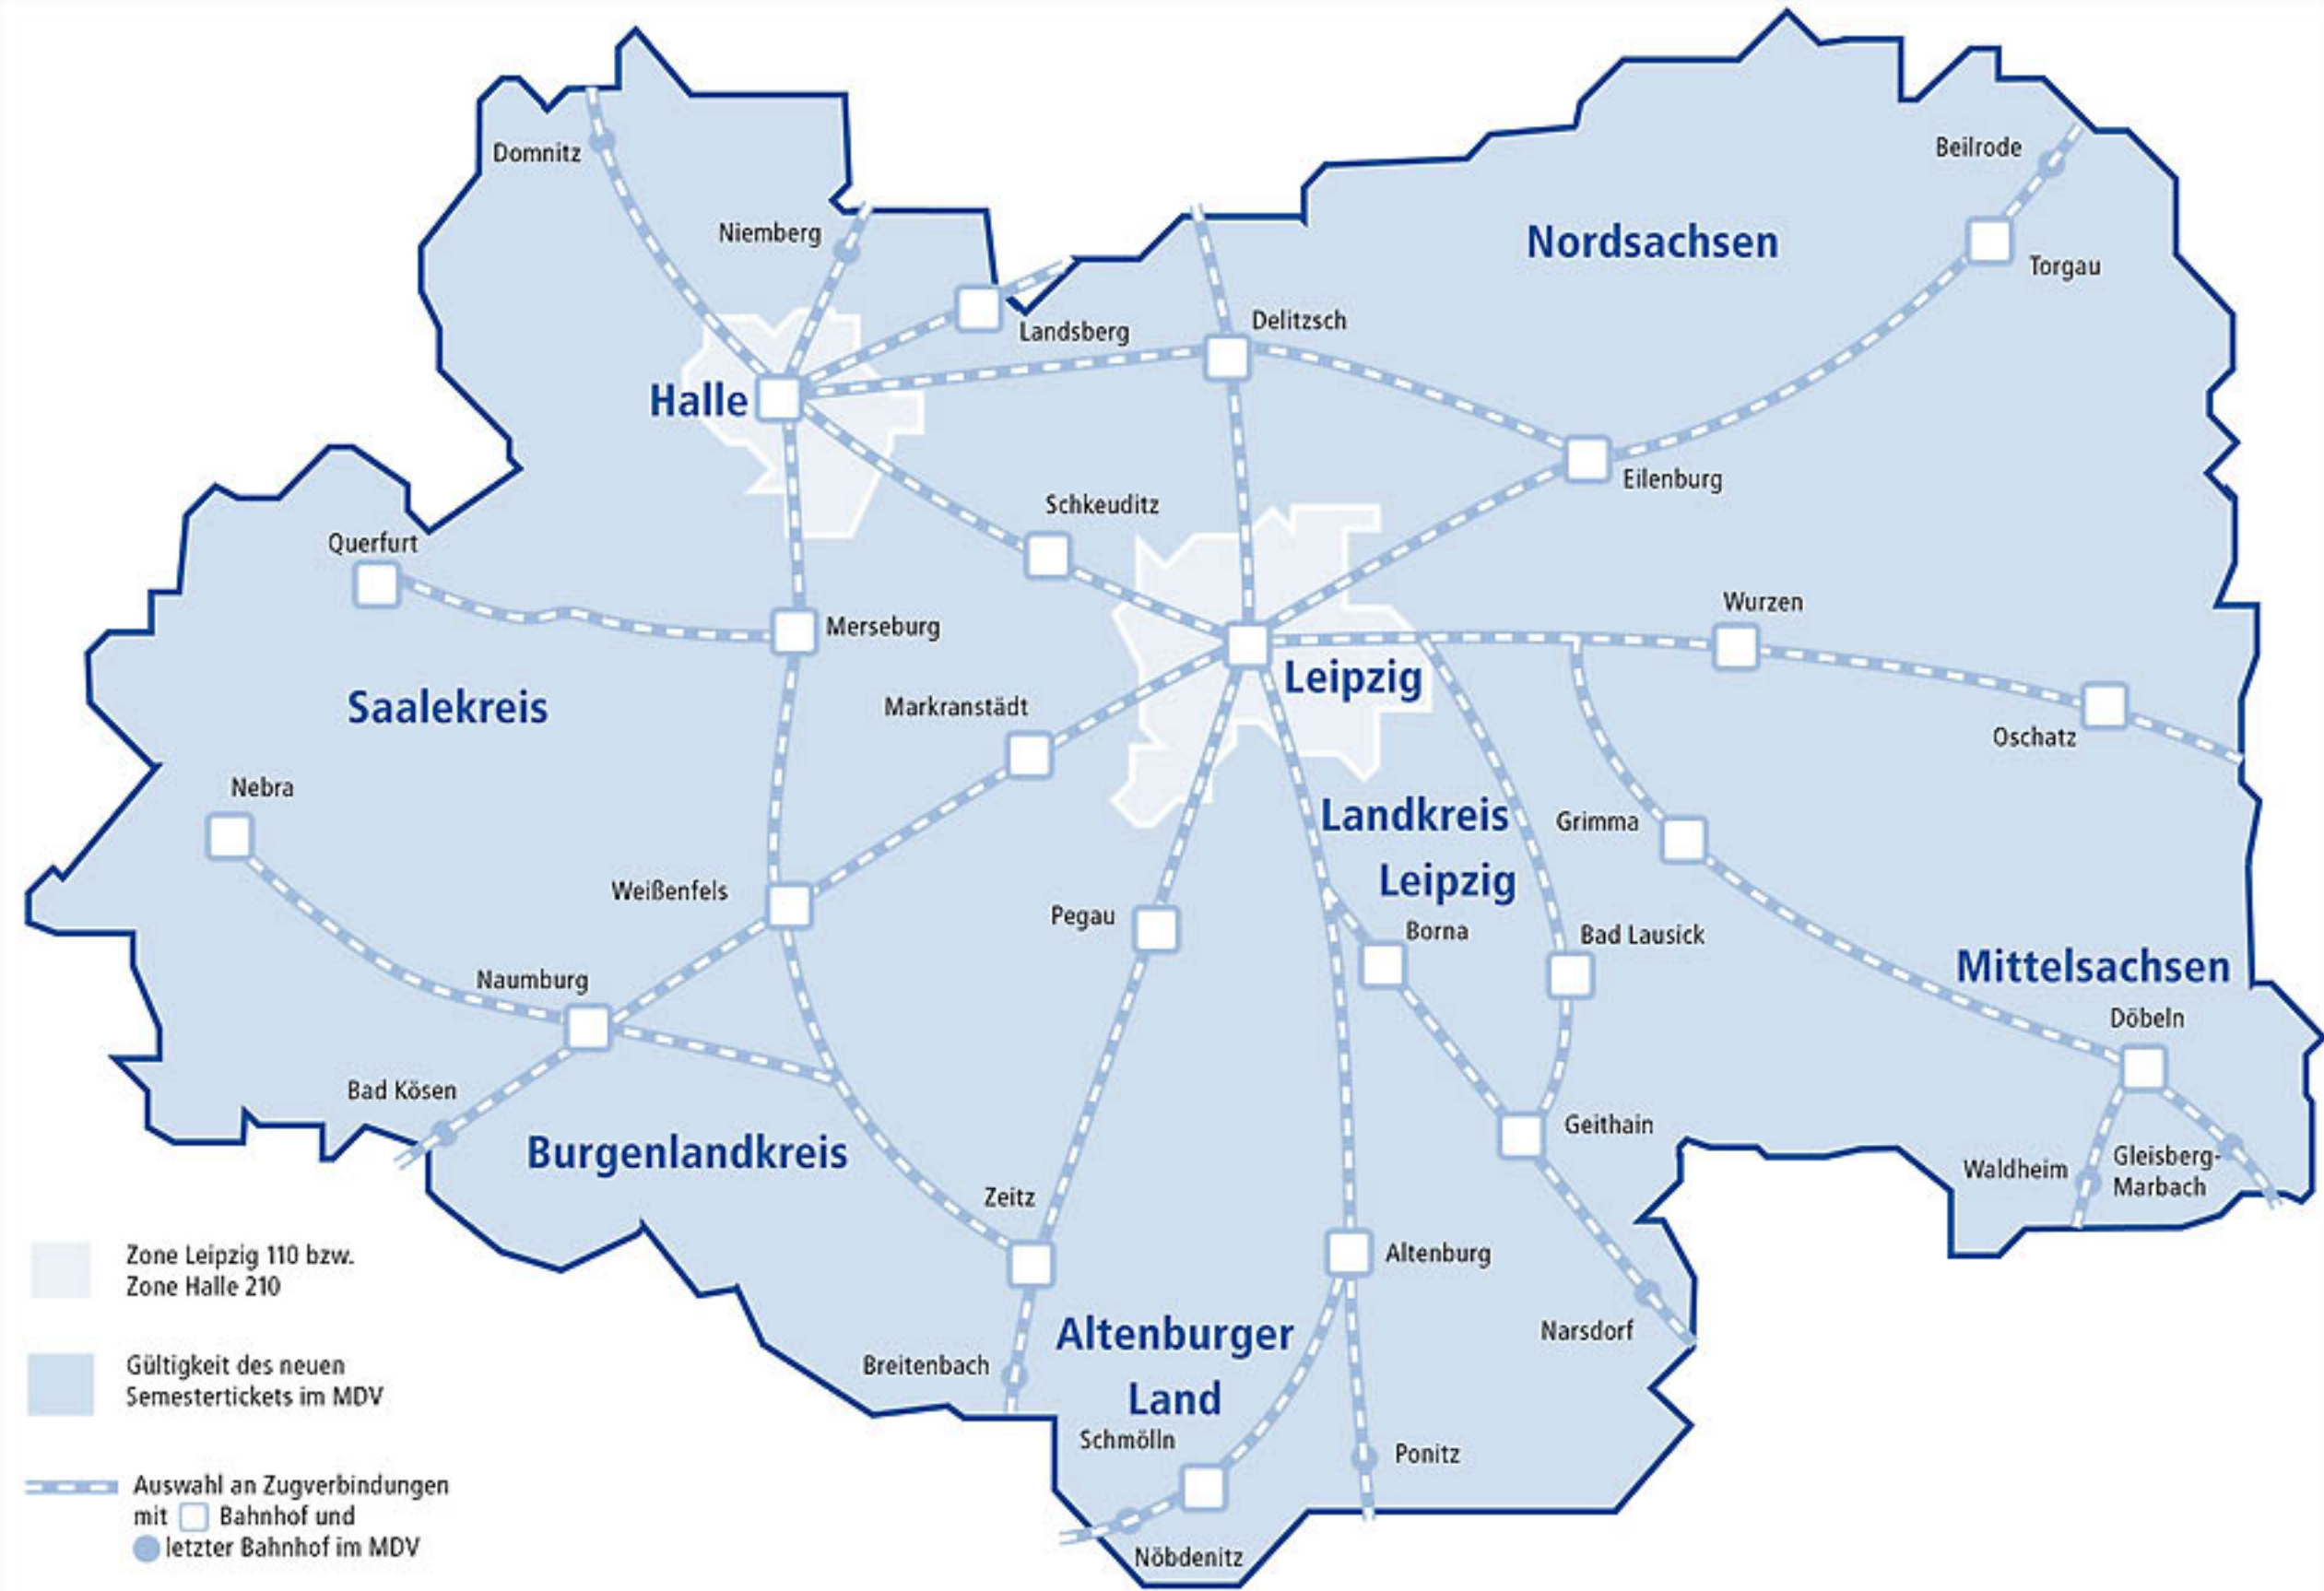 Domnitz
Beilrode
Niemberg
Nordsachsen
Torgau
Landsberg
Delitzsch
Halle
Eilenburg
Schkeuditz
Querfurt
Wurzen
Merseburg
Leipzig
Saalekreis
Markranstädt
Oschatz
Nebra
Landkreis
Leipzig
Grimma
Weißenfels
Pegau
Borna
Bad Lausick
Mittelsachsen
Naumburg
Döbeln
Bad Kösen
Burgenlandkreis
Geithain
Waldheim
Gleisberg-
Marbach
Zeitz
Altenburg
Altenburger
Land
Narsdorf
Breitenbach
Schmölln
Ponitz
Nöbdenitz
Zone Leipzig 110 bzw.
Zone Halle 210
Gültigkeit des neuen
Semestertickets im MDV
Auswahl an Zugverbindungen
mit Bahnhof und
letzter Bahnhof im MDV